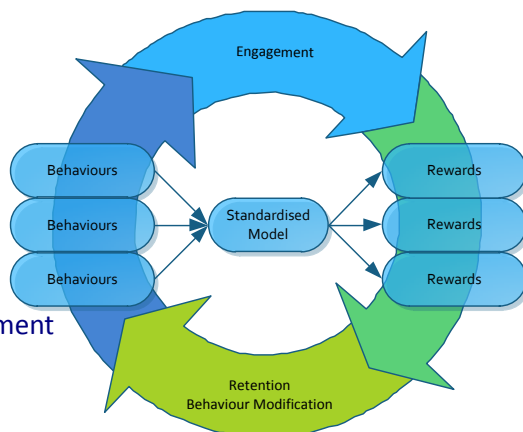 Engagement
Behaviours
Rewards
Behaviours
Standardised
Model
Rewards
Behaviours
Rewards
ment
Retention
Behaviour Modification